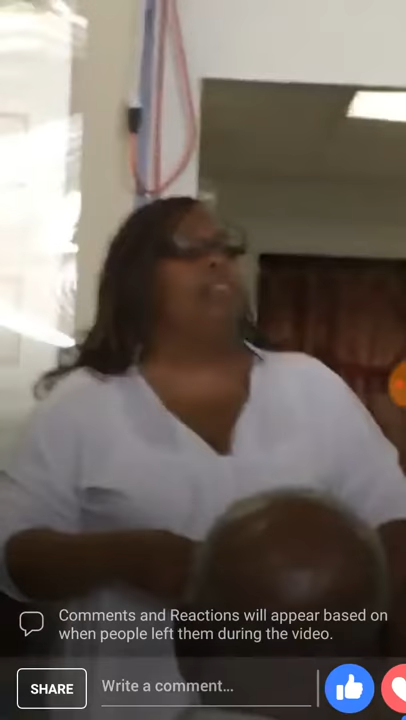 Comments and Reactions will appear based on
when people left them during the video.
SHARE
Write a comment...